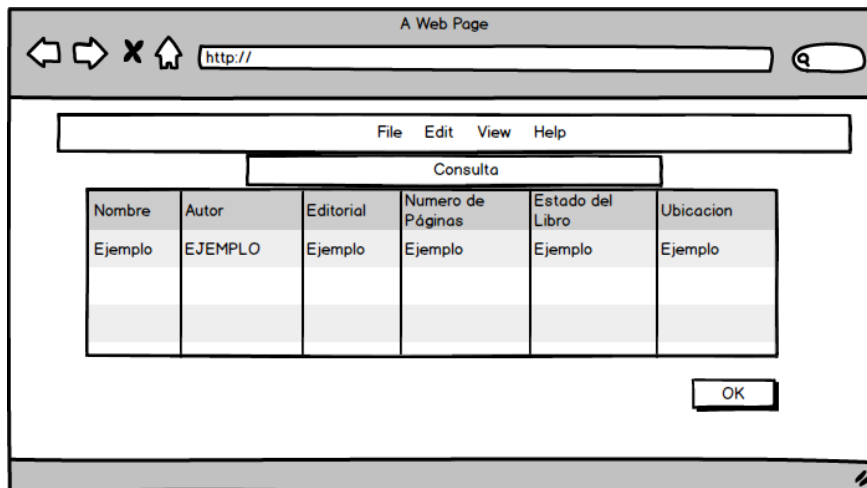 A Web Page
http://
File Edit View Help
Consulta
Nombre Autor Editorial Numero de Páginas Estado del Libro Ubicacion
Ejemplo EJEMPLO Ejemplo Ejemplo Ejemplo Ejemplo
OK